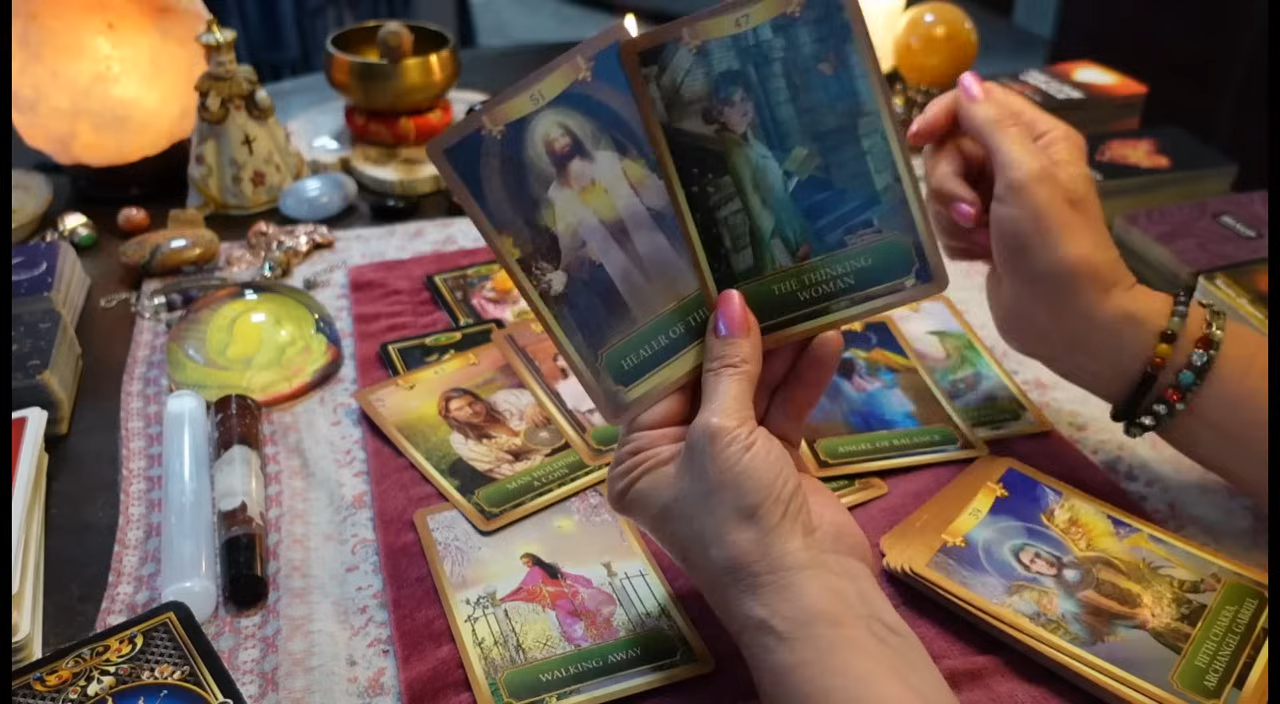 51
HEALER OF TH
47
THE THINKING
WOMAN
MAN HOLDING
A COIN
ANGEL OF BALANCE
WALKING AWAY
39
FIFTH CHAKRA,
ARCHANGEL GABRIEL